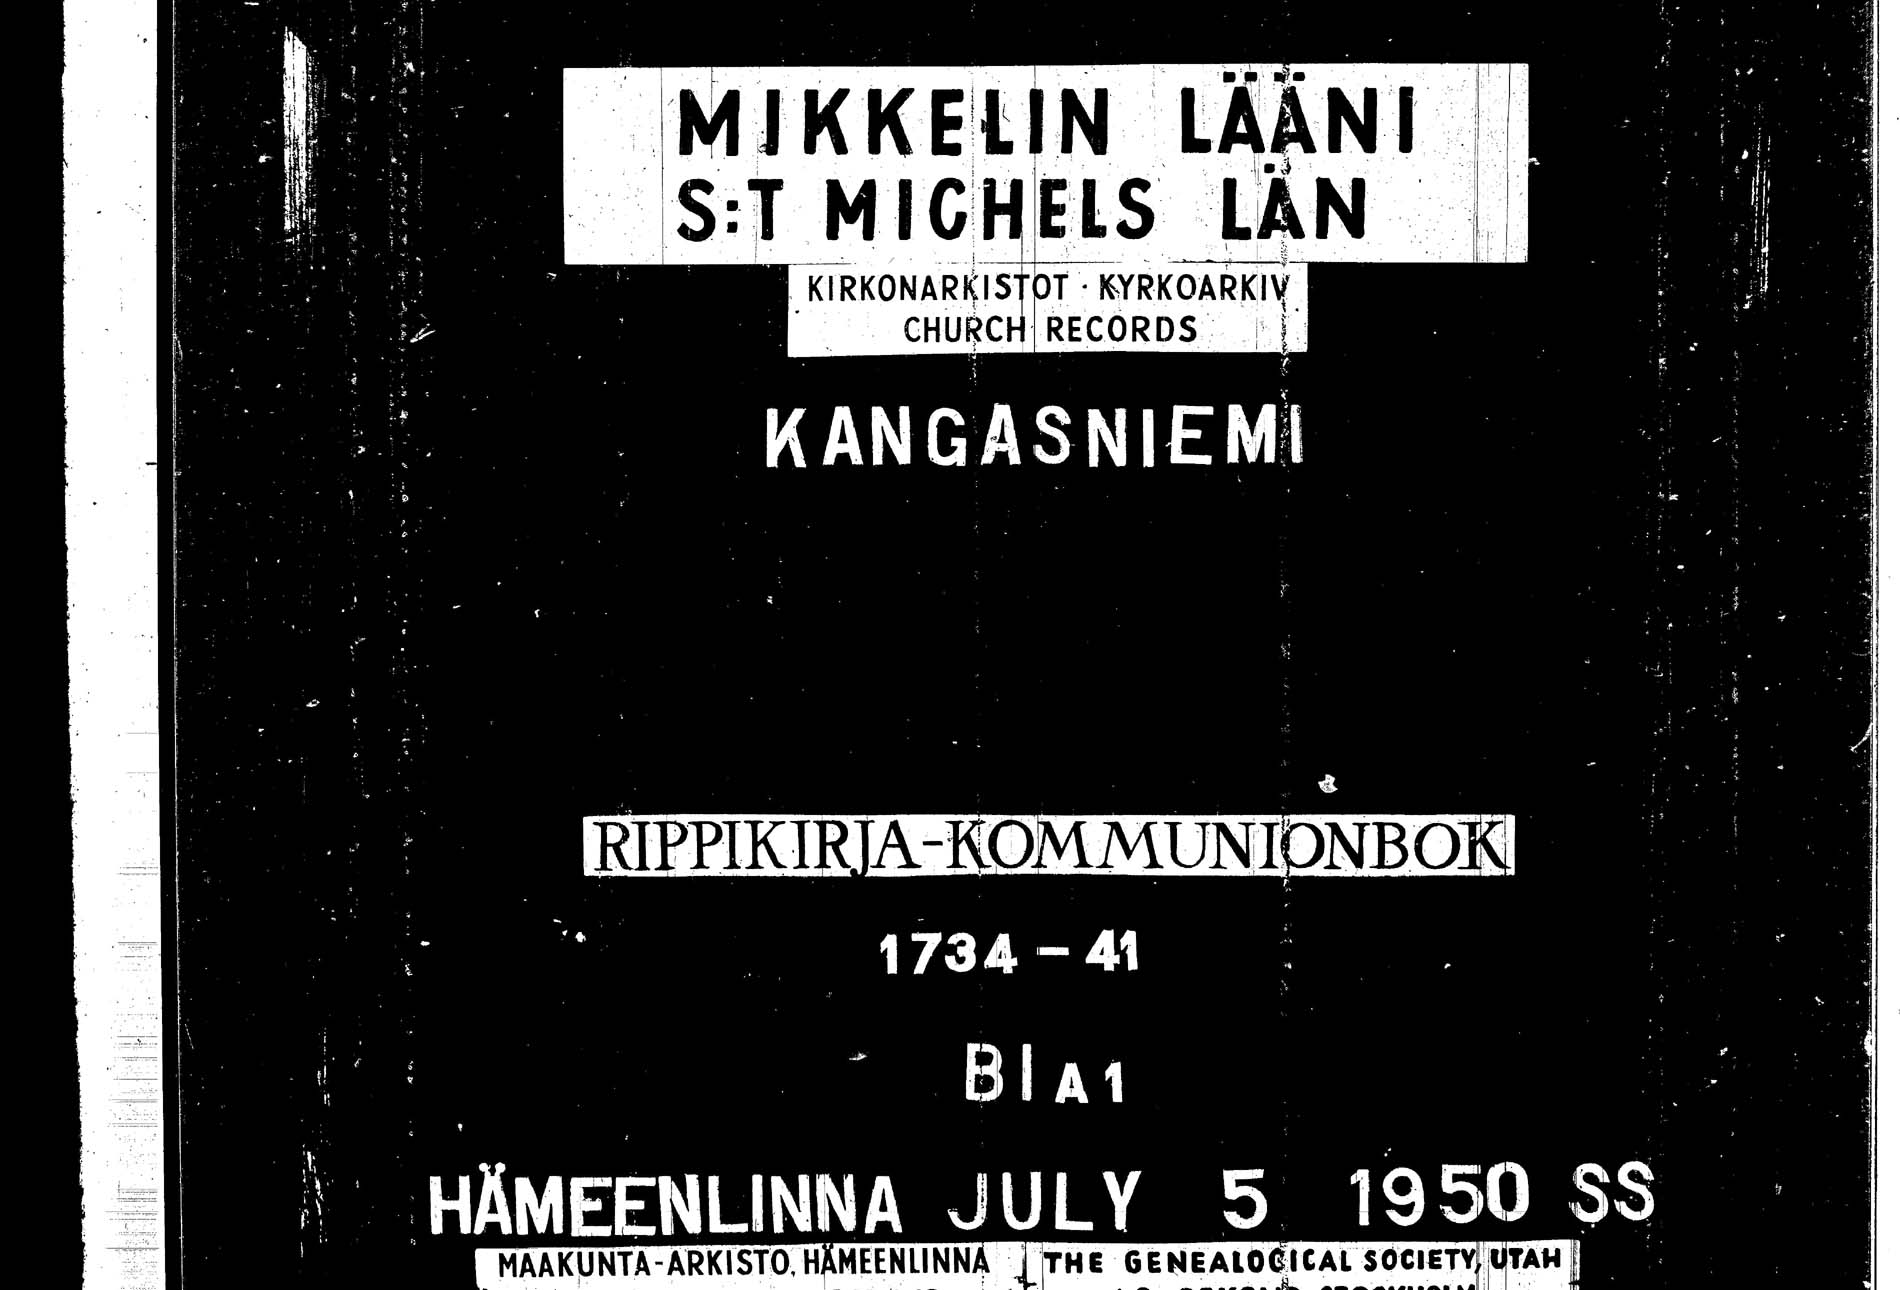 MIKKELIN LÄÄNI
S:T MICHELS LÄN
KIRKONARKISTOT · KYRKOARKIV
CHURCH RECORDS
KANGASNIEMI
RIPPIKIRJA-KOMMUNIONBOK
1734-41
BI A1
HÄMEENLINNA JULY 5 1950 SS
MAAKUNTA-ARKISTO, HÄMEENLINNA THE GENEALOGICAL SOCIETY, UTAH